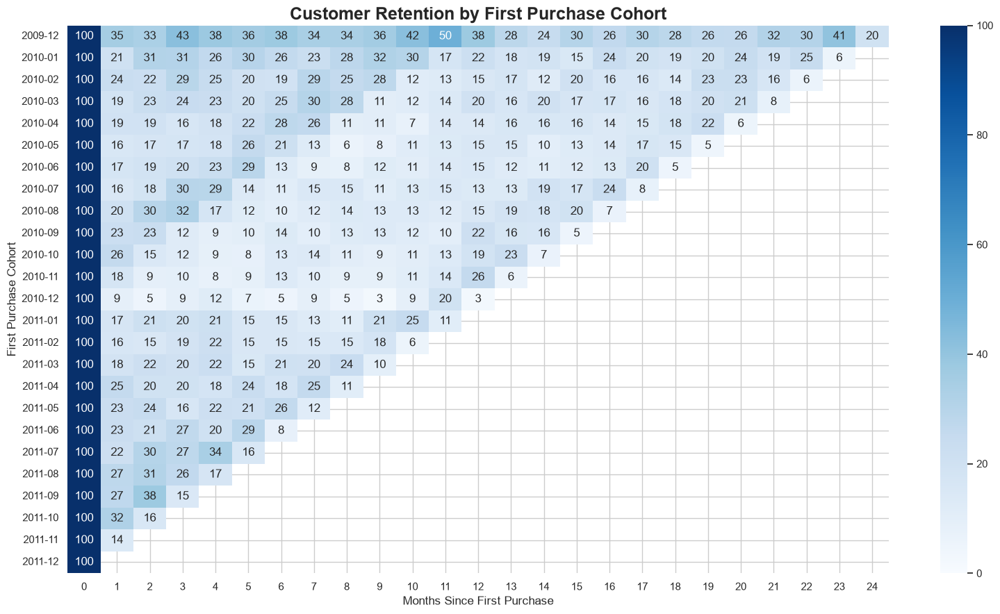 Customer Retention by First Purchase Cohort
First Purchase Cohort
2009-12 100 35 33 43 38 36 38 34 34 36 42 50 38 28 24 30 26 30 28 26 26 32 30 41 20
2010-01 100 21 31 31 26 30 26 23 28 32 30 17 22 18 19 15 24 20 19 20 24 19 25 6
2010-02 100 24 22 29 25 20 19 29 25 28 12 13 15 17 12 20 16 16 14 23 23 16 6
2010-03 100 19 23 24 23 20 25 30 28 11 12 14 20 16 20 17 17 16 18 20 21 8
2010-04 100 19 19 16 18 22 28 26 11 11 7 14 14 16 16 16 14 15 18 22 6
2010-05 100 16 17 17 18 26 21 13 6 8 11 13 15 15 10 13 14 17 15 5
2010-06 100 17 19 20 23 29 13 9 8 12 11 14 15 12 11 12 13 20 5
2010-07 100 16 18 30 29 14 11 15 15 11 13 15 13 13 19 17 24 8
2010-08 100 20 30 32 17 12 10 12 14 13 13 12 15 19 18 20 7
2010-09 100 23 23 12 9 10 14 10 13 13 12 10 22 16 16 5
2010-10 100 26 15 12 9 8 13 14 11 9 11 13 19 23 7
2010-11 100 18 9 10 8 9 13 10 9 9 11 14 26 6
2010-12 100 9 5 9 12 7 5 9 5 3 9 20 3
2011-01 100 17 21 20 21 15 15 13 11 21 25 11
2011-02 100 16 15 19 22 15 15 15 15 18 6
2011-03 100 18 22 20 22 15 21 20 24 10
2011-04 100 25 20 20 18 24 18 25 11
2011-05 100 23 24 16 22 21 26 12
2011-06 100 23 21 27 20 29 8
2011-07 100 22 30 27 34 16
2011-08 100 27 31 26 17
2011-09 100 27 38 15
2011-10 100 32 16
2011-11 100 14
2011-12 100
0 1 2 3 4 5 6 7 8 9 10 11 12 13 14 15 16 17 18 19 20 21 22 23 24
Months Since First Purchase
100
80
60
40
20
0